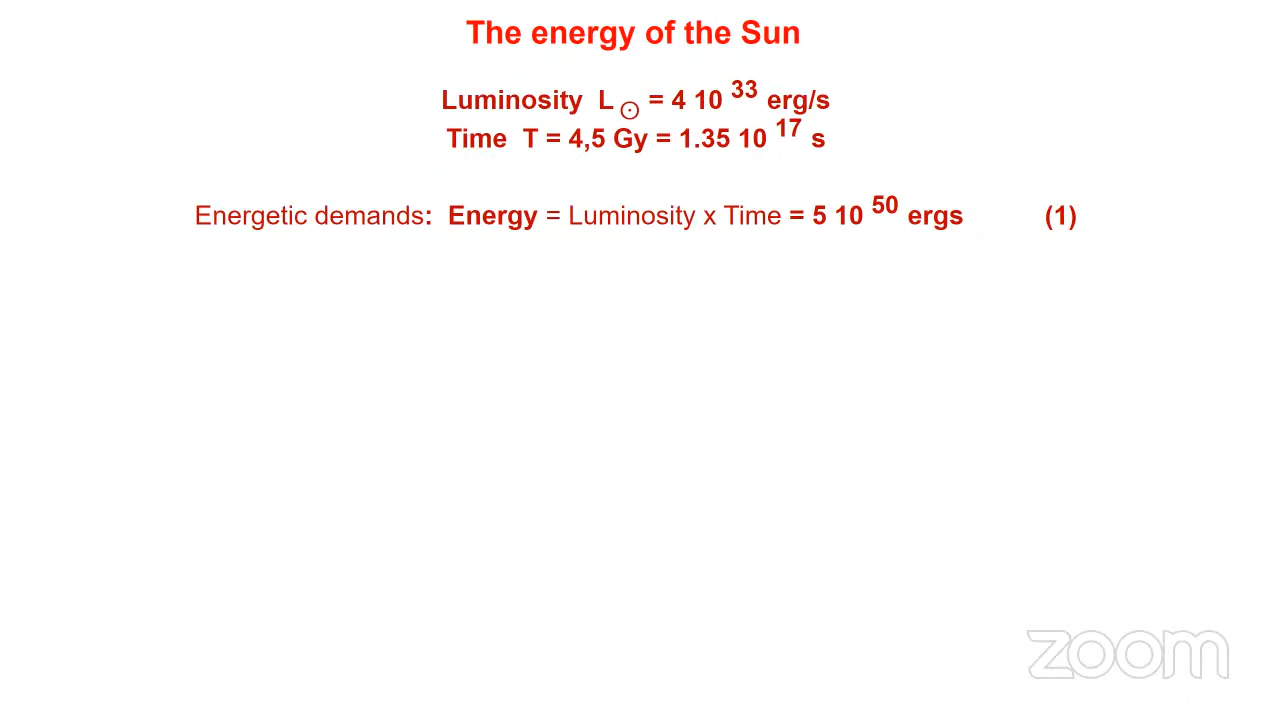 The energy of the Sun
Luminosity L ⊙ = 4 10 33 erg/s
Time T = 4,5 Gy = 1.35 10 17 s
Energetic demands: Energy = Luminosity x Time = 5 10 50 ergs (1)
zoom